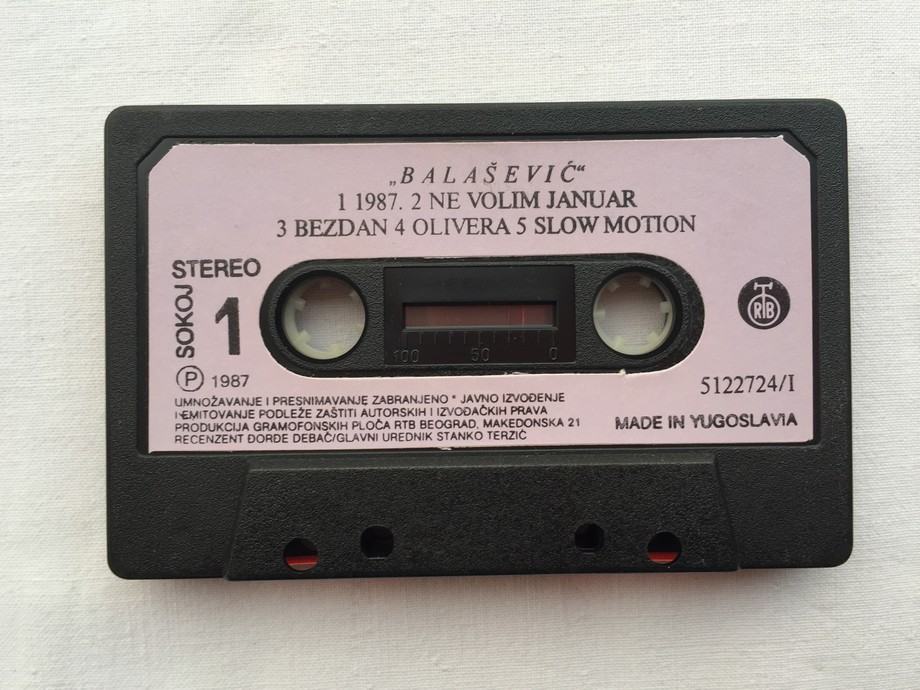 „BALAŠEVIĆ“
1 1987. 2 NE VOLIM JANUAR
3 BEZDAN 4 OLIVERA 5 SLOW MOTION
STEREO
SOKOJ
1
RTB
100 50 0
Ⓟ 1987
5122724/I
UMNOŽAVANJE I PRESNIMAVANJE ZABRANJENO * JAVNO IZVOĐENJE
I EMITOVANJE PODLEŽE ZAŠTITI AUTORSKIH I IZVOĐAČKIH PRAVA
PRODUKCIJA GRAMOFONSKIH PLOČA RTB BEOGRAD, MAKEDONSKA 21
RECENZENT ĐORĐE DEBAČ/GLAVNI UREDNIK STANKO TERZIĆ
MADE IN YUGOSLAVIA